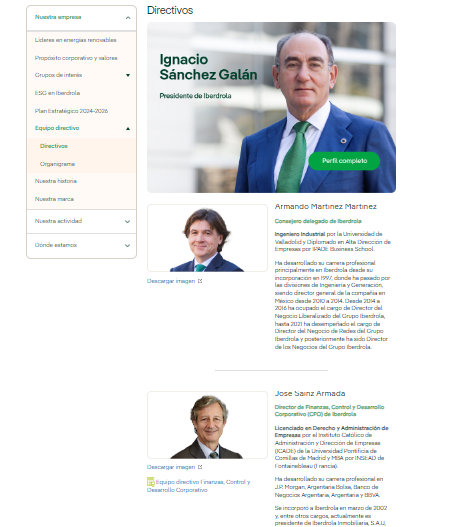 Nuestra empresa
Líderes en energías renovables
Propósito corporativo y valores
Grupos de interés
ESG en Iberdrola
Plan Estratégico 2024-2026
Equipo directivo
Directivos
Organigrama
Nuestra historia
Nuestra marca
Nuestra actividad
Dónde estamos
Directivos
Ignacio
Sánchez Galán
Presidente de Iberdrola
Perfil completo
Descargar imagen
Armando Martínez Martínez
Consejero delegado de Iberdrola
Ingeniero Industrial por la Universidad de
Valladolid y Diplomado en Alta Dirección de
Empresas por IPADE Business School.
Ha desarrollado su carrera profesional
principalmente en Iberdrola desde su
incorporación en 1997, donde ha pasado por
las divisiones de Ingeniería y Generación,
siendo director general de la compañía en
México desde 2010 a 2014. Desde 2014 a
2016 ha ocupado el cargo de Director del
Negocio Liberalizado del Grupo Iberdrola,
hasta 2021 ha desempeñado el cargo de
Director del Negocio de Redes del Grupo
Iberdrola y posteriormente ha sido Director
de los Negocios del Grupo Iberdrola.
Descargar imagen
Equipo directivo Finanzas, Control y
Desarrollo Corporativo
José Sainz Armada
Director de Finanzas, Control y Desarrollo
Corporativo (CFO) de Iberdrola
Licenciado en Derecho y Administración de
Empresas por el Instituto Católico de
Administración y Dirección de Empresas
(ICADE) de la Universidad Pontificia de
Comillas de Madrid y MBA por INSEAD de
Fontainebleau (Francia).
Ha desarrollado su carrera profesional en
J.P. Morgan, Argentaria Bolsa, Banco de
Negocios Argentaria, Argentaria y BBVA.
Se incorporó a Iberdrola en marzo de 2002
y, entre otros cargos, actualmente es
presidente de Iberdrola Inmobiliaria, S.A.U,